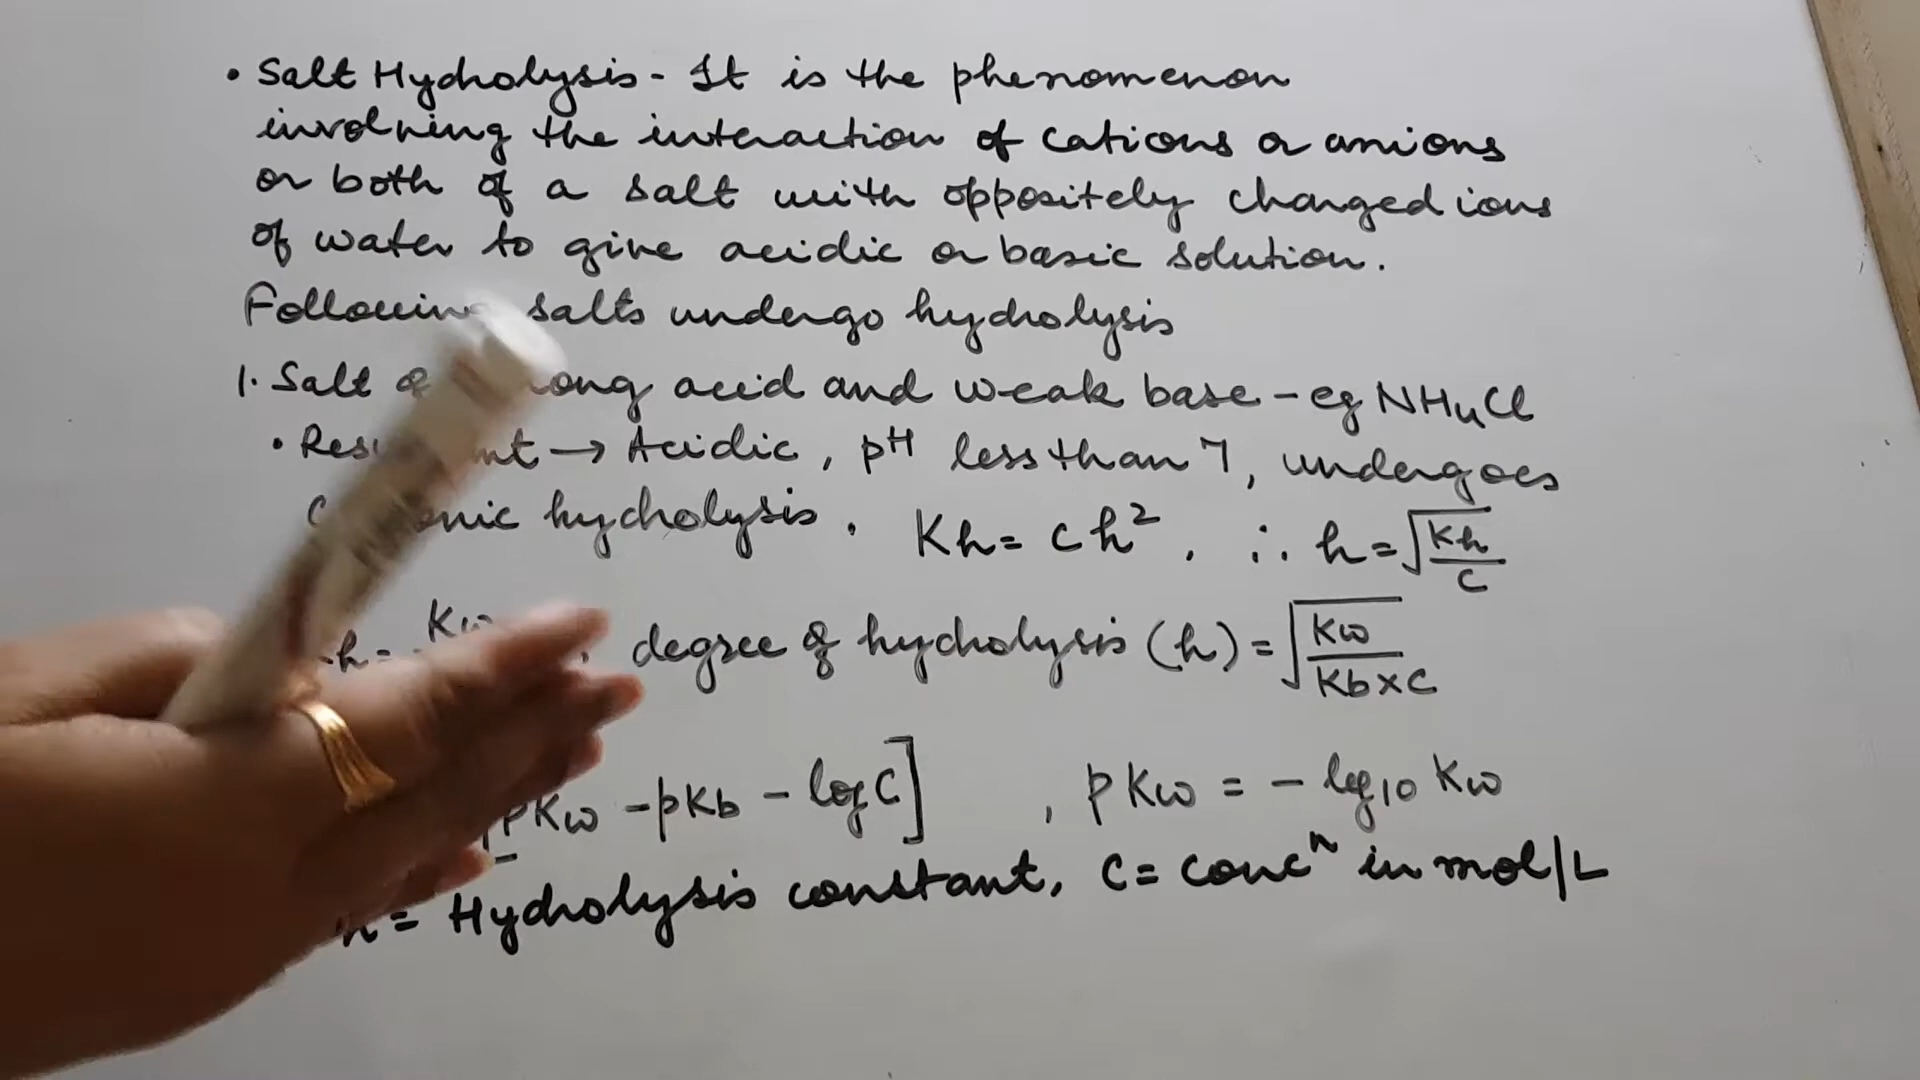 • Salt Hydrolysis - It is the phenomenon
involving the interaction of cations or anions
or both of a salt with oppositely charged ions
of water to give acidic or basic solution.
Following salts undergo hydrolysis
1. Salt of strong acid and weak base - eg NH₄Cl
→ Acidic, pH less than 7, undergoes
hydrolysis. Kh = ch², ∴ h = √(Kh/C)
h = Kw , degree of hydrolysis (h) = √(Kw/(Kb×C))
pKw - pKb - log C] , pKw = - log₁₀ Kw
h = Hydrolysis constant, C = concⁿ in mol/L